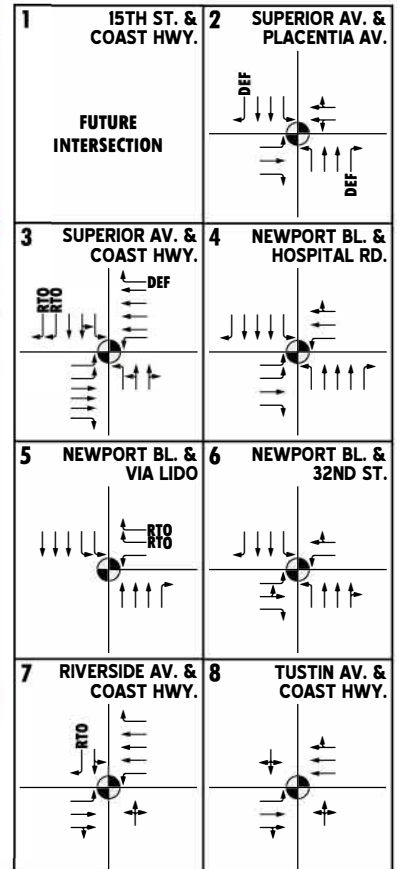 1 15TH ST. &
COAST HWY.
FUTURE
INTERSECTION
2 SUPERIOR AV. &
PLACENTIA AV.
DEF
DEF
3 SUPERIOR AV. &
COAST HWY.
RTO
RTO
DEF
4 NEWPORT BL. &
HOSPITAL RD.
5 NEWPORT BL. &
VIA LIDO
RTO
RTO
6 NEWPORT BL. &
32ND ST.
7 RIVERSIDE AV. &
COAST HWY.
RTO
8 TUSTIN AV. &
COAST HWY.